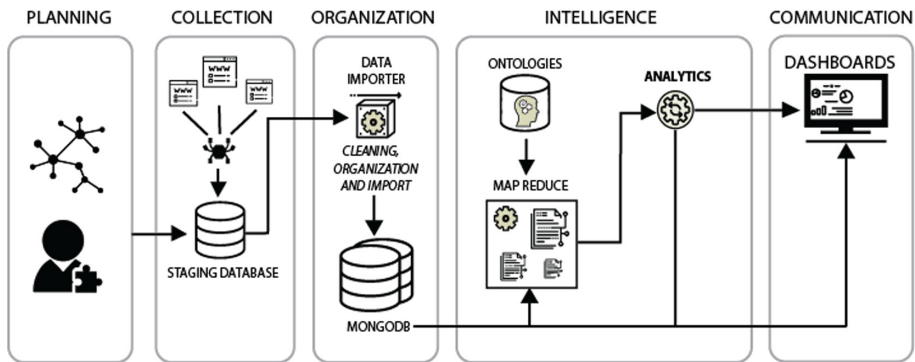 PLANNING
COLLECTION
ORGANIZATION
INTELLIGENCE
COMMUNICATION
WWW
WWW
WWW
STAGING DATABASE
DATA
IMPORTER
CLEANING,
ORGANIZATION
AND IMPORT
MONGODB
ONTOLOGIES
MAP REDUCE
ANALYTICS
DASHBOARDS